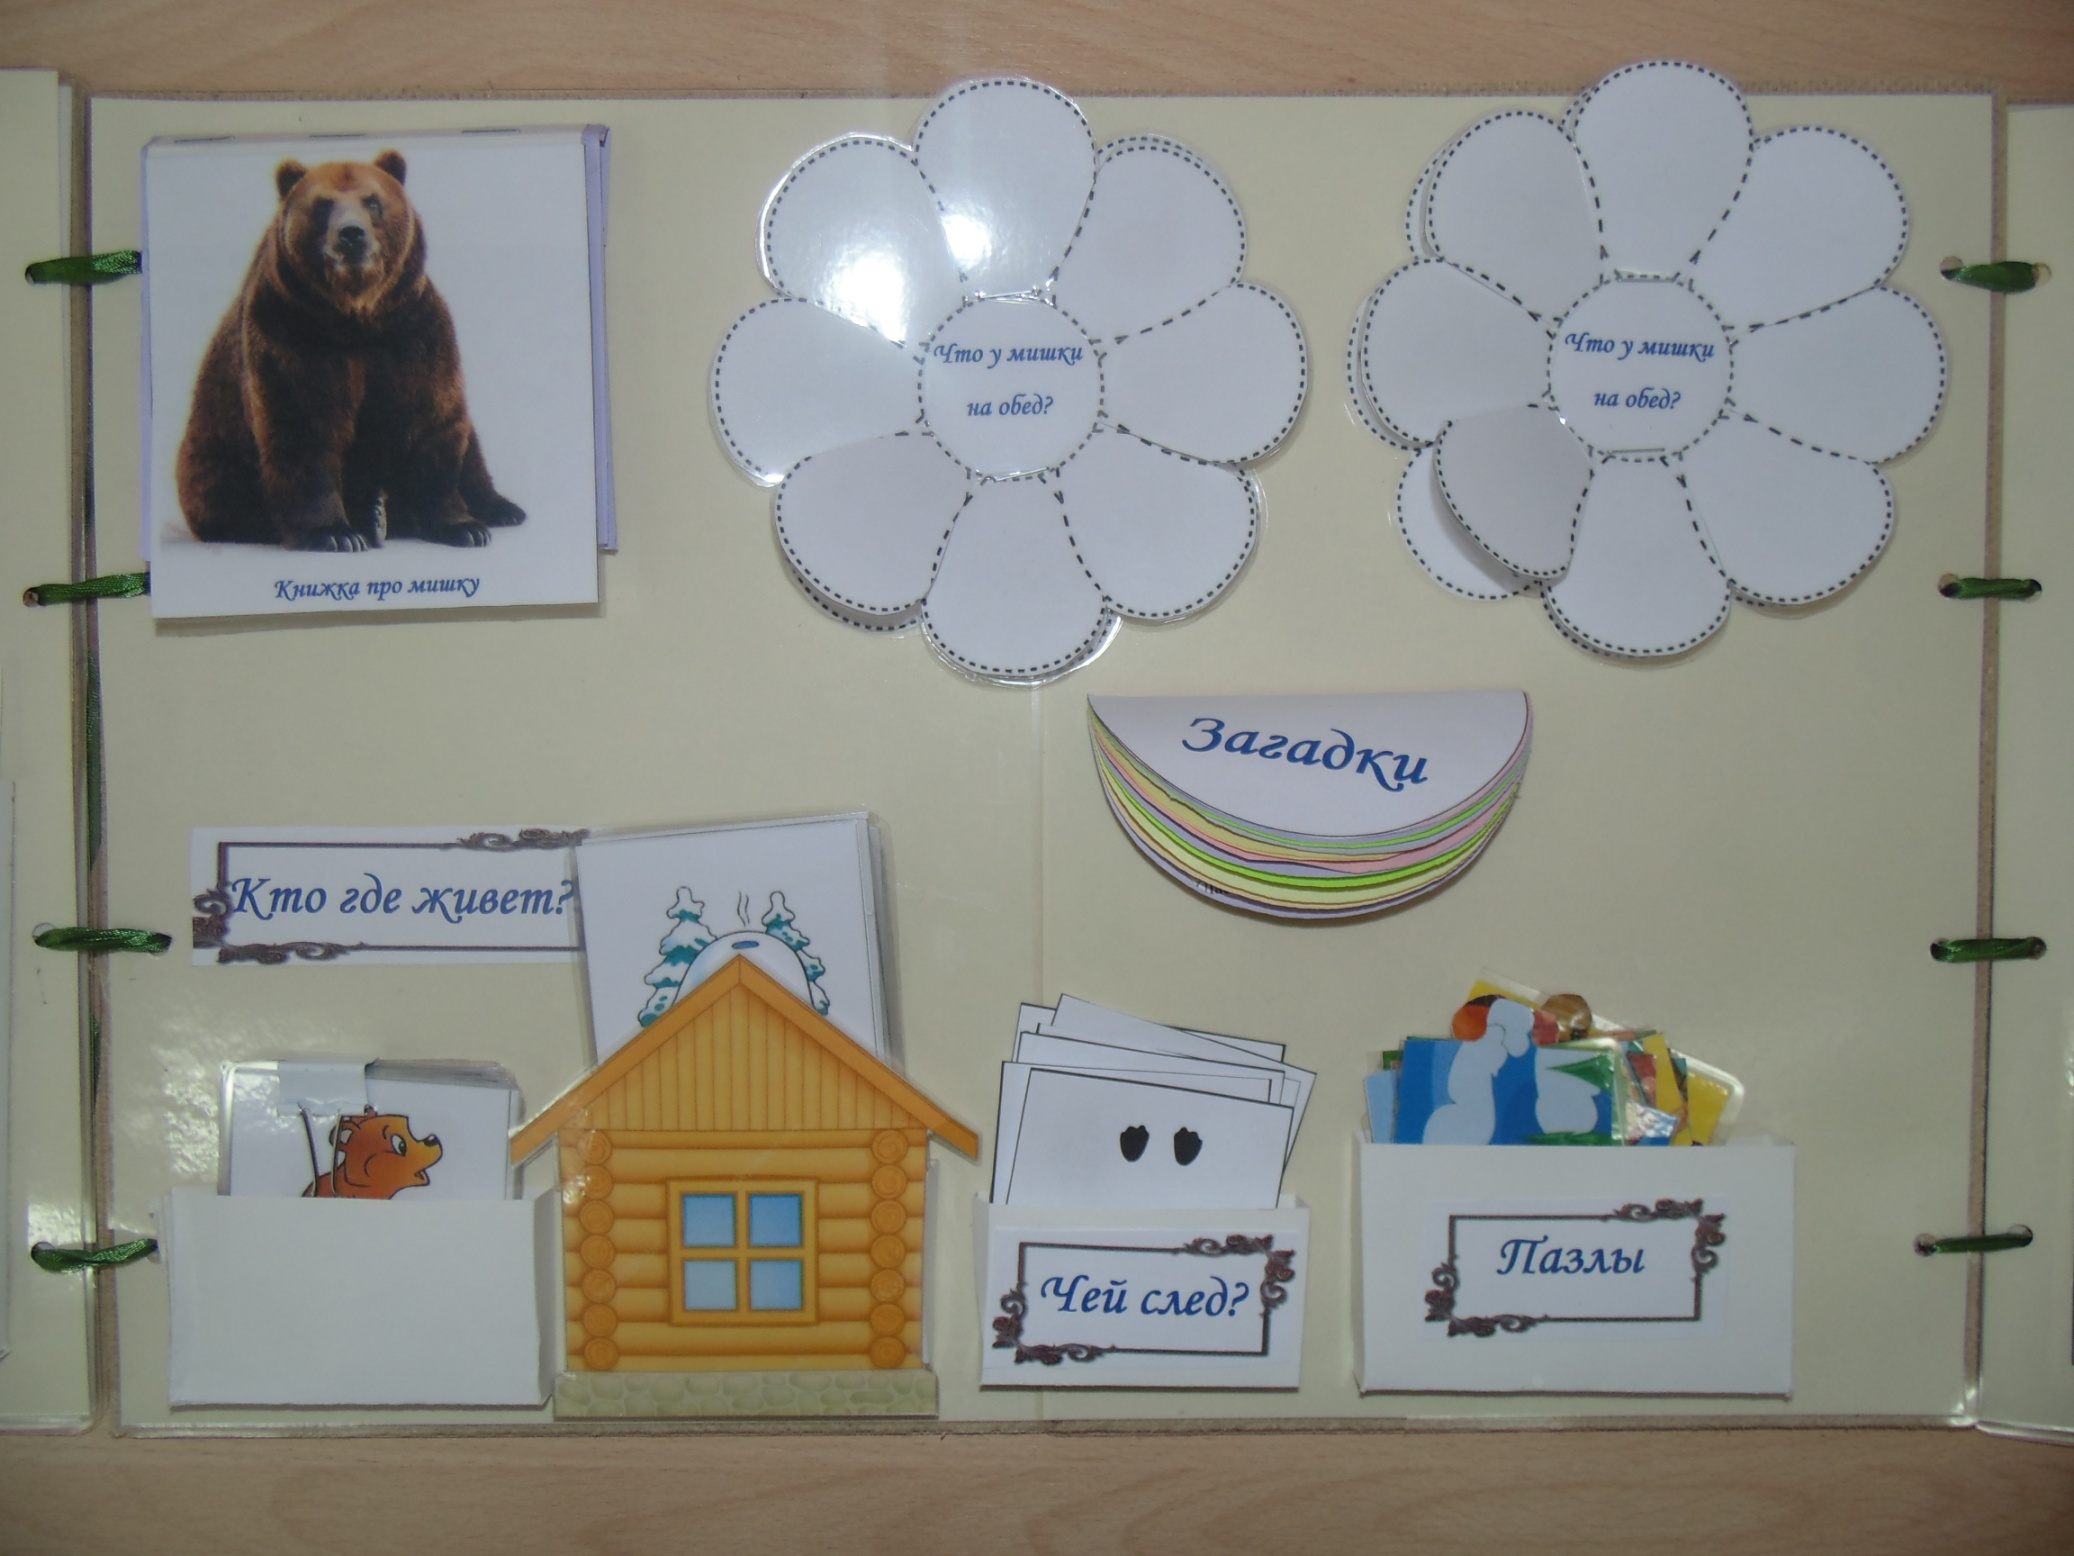 Что у мишки
на обед?
Что у мишки
на обед?
Книжка про мишку
Загадки
Кто где живет?
Чей след?
Пазлы